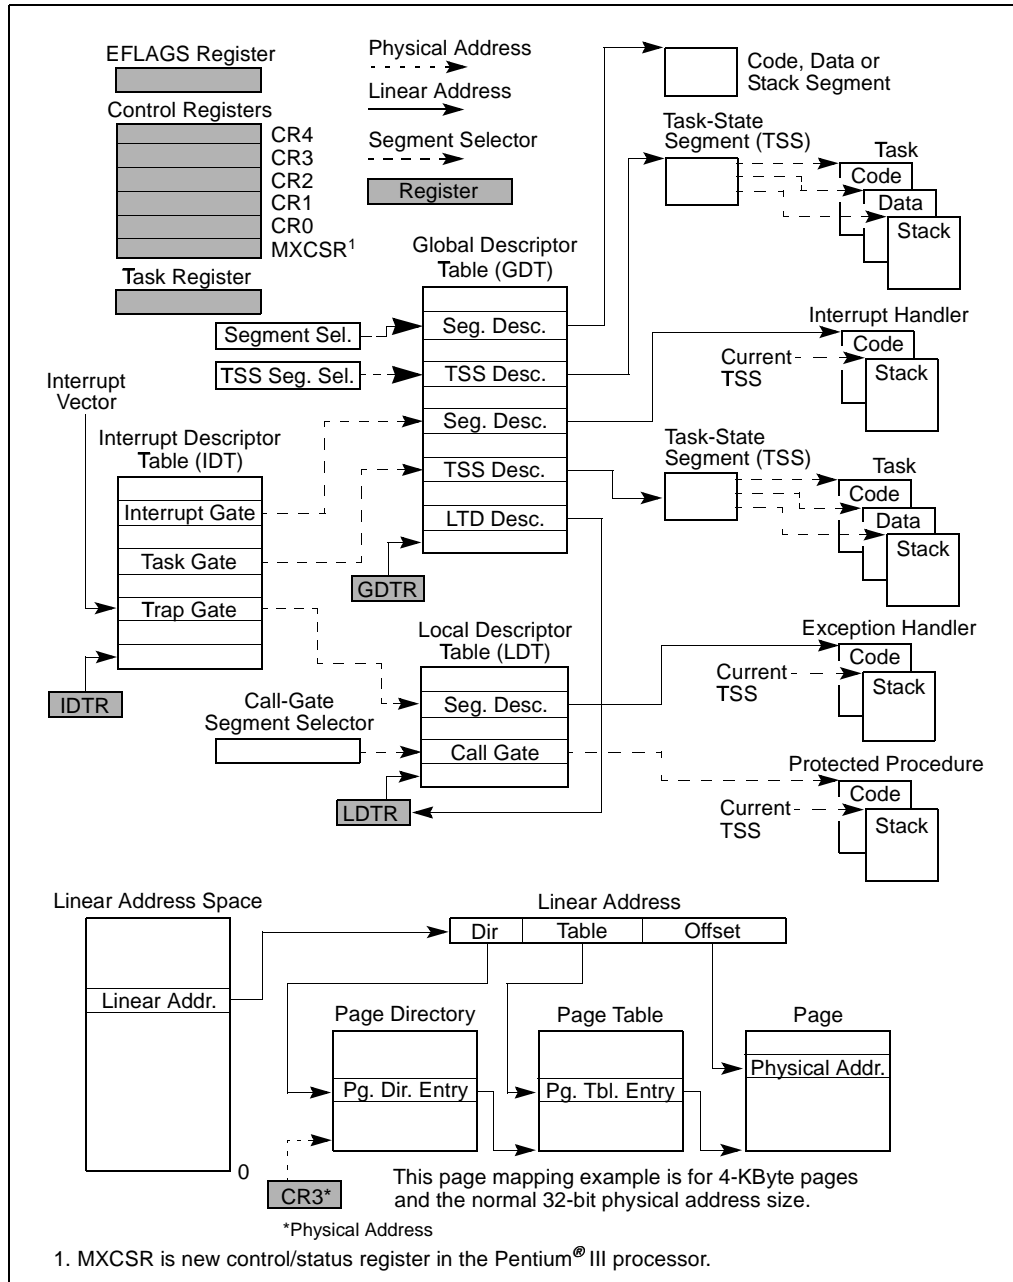 EFLAGS Register
Physical Address
Code, Data or
Stack Segment
Linear Address
Control Registers
CR4
CR3
CR2
CR1
CR0
MXCSR1
Segment Selector
Register
Task-State
Segment (TSS)
Task
Code
Data
Stack
Task Register
Global Descriptor
Table (GDT)
Segment Sel.
Seg. Desc.
TSS Seg. Sel.
TSS Desc.
Seg. Desc.
TSS Desc.
LTD Desc.
GDTR
Interrupt Handler
Code
Stack
Current
TSS
Interrupt
Vector
Interrupt Descriptor
Table (IDT)
Interrupt Gate
Task Gate
Trap Gate
IDTR
Task-State
Segment (TSS)
Task
Code
Data
Stack
Local Descriptor
Table (LDT)
Seg. Desc.
Call Gate
LDTR
Call-Gate
Segment Selector
Exception Handler
Code
Stack
Current
TSS
Protected Procedure
Code
Stack
Current
TSS
Linear Address Space
Linear Addr.
0
Linear Address
Dir
Table
Offset
Page Directory
Pg. Dir. Entry
Page Table
Pg. Tbl. Entry
Page
Physical Addr.
CR3*
*Physical Address
This page mapping example is for 4-KByte pages
and the normal 32-bit physical address size.
1. MXCSR is new control/status register in the Pentium® III processor.